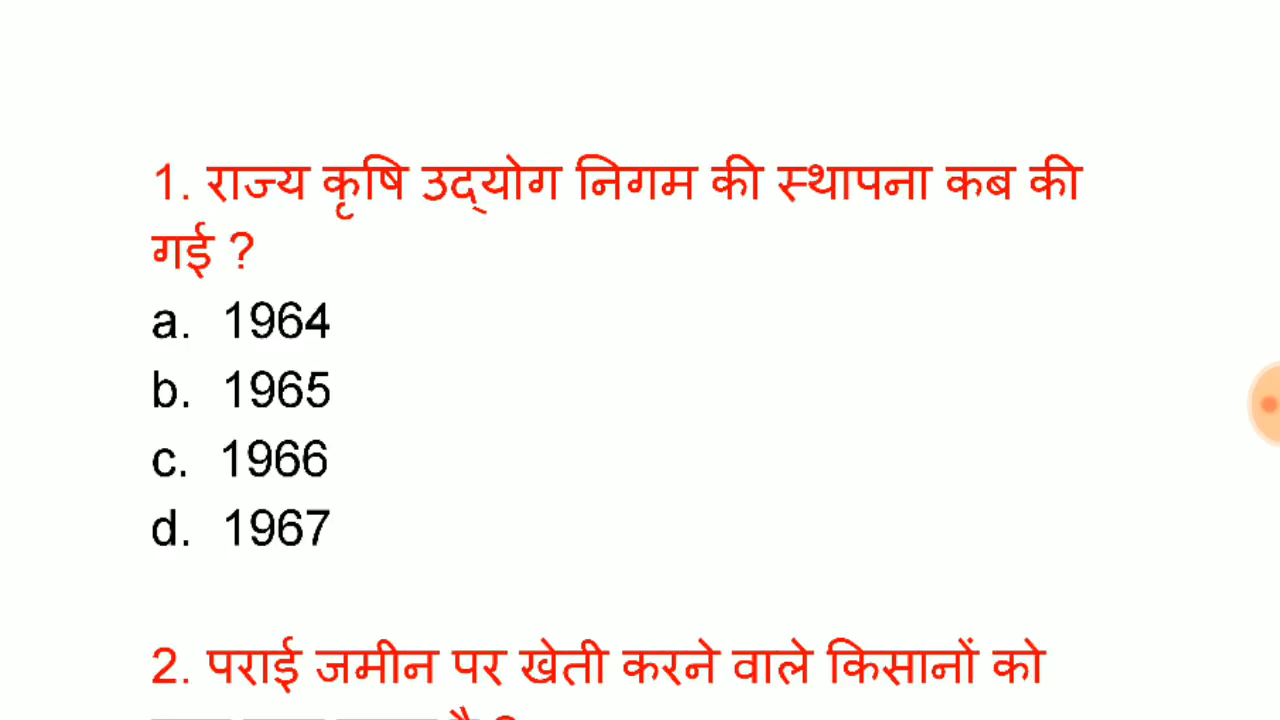 1. राज्य कृषि उद्योग निगम की स्थापना कब की
गई ?
a. 1964
b. 1965
c. 1966
d. 1967
2. पराई जमीन पर खेती करने वाले किसानों को